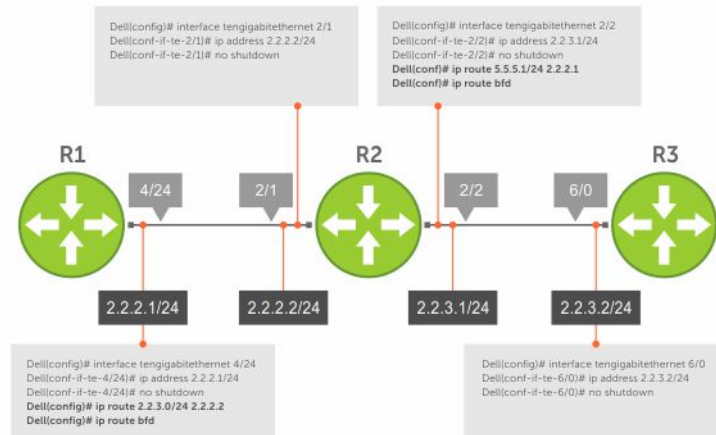 Dell(config)# interface tengigabitethernet 2/1
Dell(conf-if-te-2/1)# ip address 2.2.2.2/24
Dell(conf-if-te-2/1)# no shutdown
Dell(config)# interface tengigabitethernet 2/2
Dell(conf-if-te-2/2)# ip address 2.2.3.1/24
Dell(conf-if-te-2/2)# no shutdown
Dell(conf)# ip route 5.5.5.1/24 2.2.2.1
Dell(conf)# ip route bfd
R1
R2
R3
4/24
2/1
2/2
6/0
2.2.2.1/24
2.2.2.2/24
2.2.3.1/24
2.2.3.2/24
Dell(config)# interface tengigabitethernet 4/24
Dell(conf-if-te-4/24)# ip address 2.2.2.1/24
Dell(conf-if-te-4/24)# no shutdown
Dell(config)# ip route 2.2.3.0/24 2.2.2.2
Dell(config)# ip route bfd
Dell(config)# interface tengigabitethernet 6/0
Dell(conf-if-te-6/0)# ip address 2.2.3.2/24
Dell(conf-if-te-6/0)# no shutdown